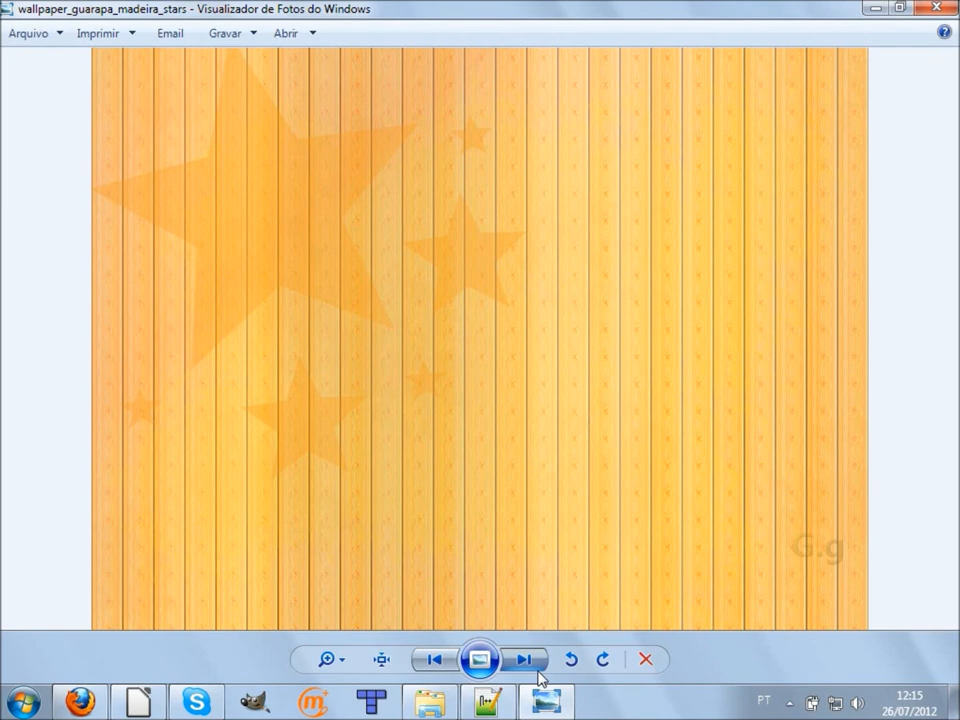 wallpaper_guarapa_madeira_stars - Visualizador de Fotos do Windows
Arquivo Imprimir Email Gravar Abrir
G.g
PT
12:15
26/07/2012